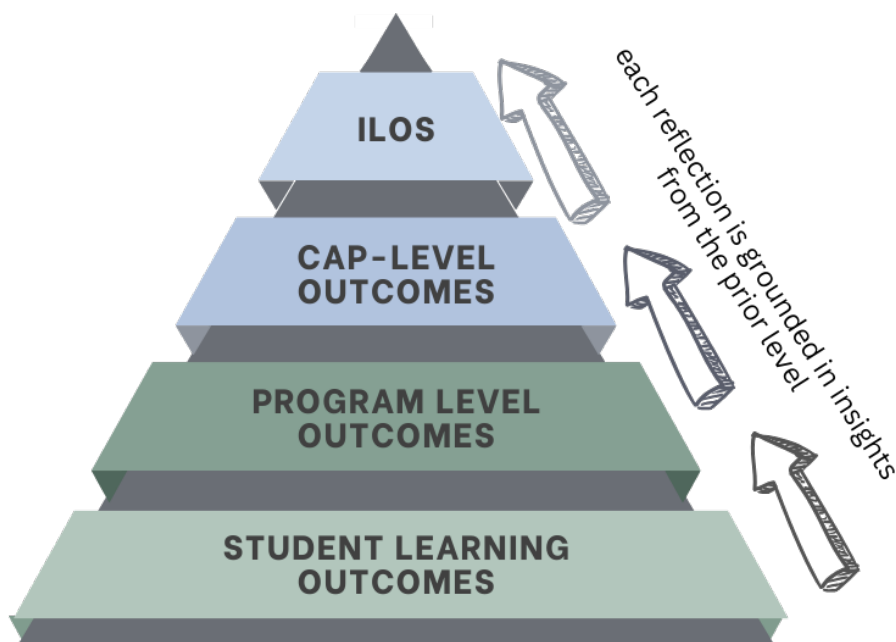 ILOS
CAP-LEVEL
OUTCOMES
PROGRAM LEVEL
OUTCOMES
STUDENT LEARNING
OUTCOMES
each reflection is grounded in insights
from the prior level